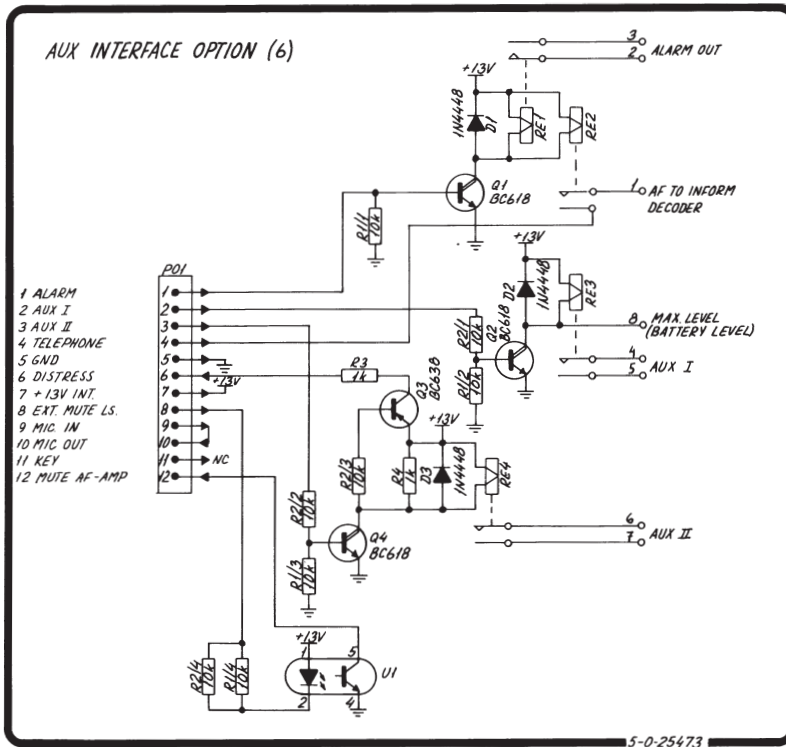 AUX INTERFACE OPTION (6)
3
2
ALARM OUT
+13V
1N4448
D1
RE1
RE2
1
AF TO INFORM
DECODER
Q1
BC618
R1/1
10k
+13V
D2
1N4448
RE3
8
MAX. LEVEL
(BATTERY LEVEL)
4
5
AUX I
R2/1
10k
Q2
BC618
R1/2
10k
P01
1 ALARM
2 AUX I
3 AUX II
4 TELEPHONE
5 GND
6 DISTRESS
7 +13V INT.
8 EXT. MUTE LS.
9 MIC. IN
10 MIC OUT
11 KEY
12 MUTE AF-AMP
1
2
3
4
5
6
7
8
9
10
11
12
+13V
NC
R3
1k
Q3
BC638
+13V
R2/3
10k
R4
1k
D3
1N4448
RE4
6
7
AUX II
R2/2
10k
Q4
BC618
R1/3
10k
R2/4
10k
R1/4
10k
+13V
1
5
U1
2
4
5-0-25473